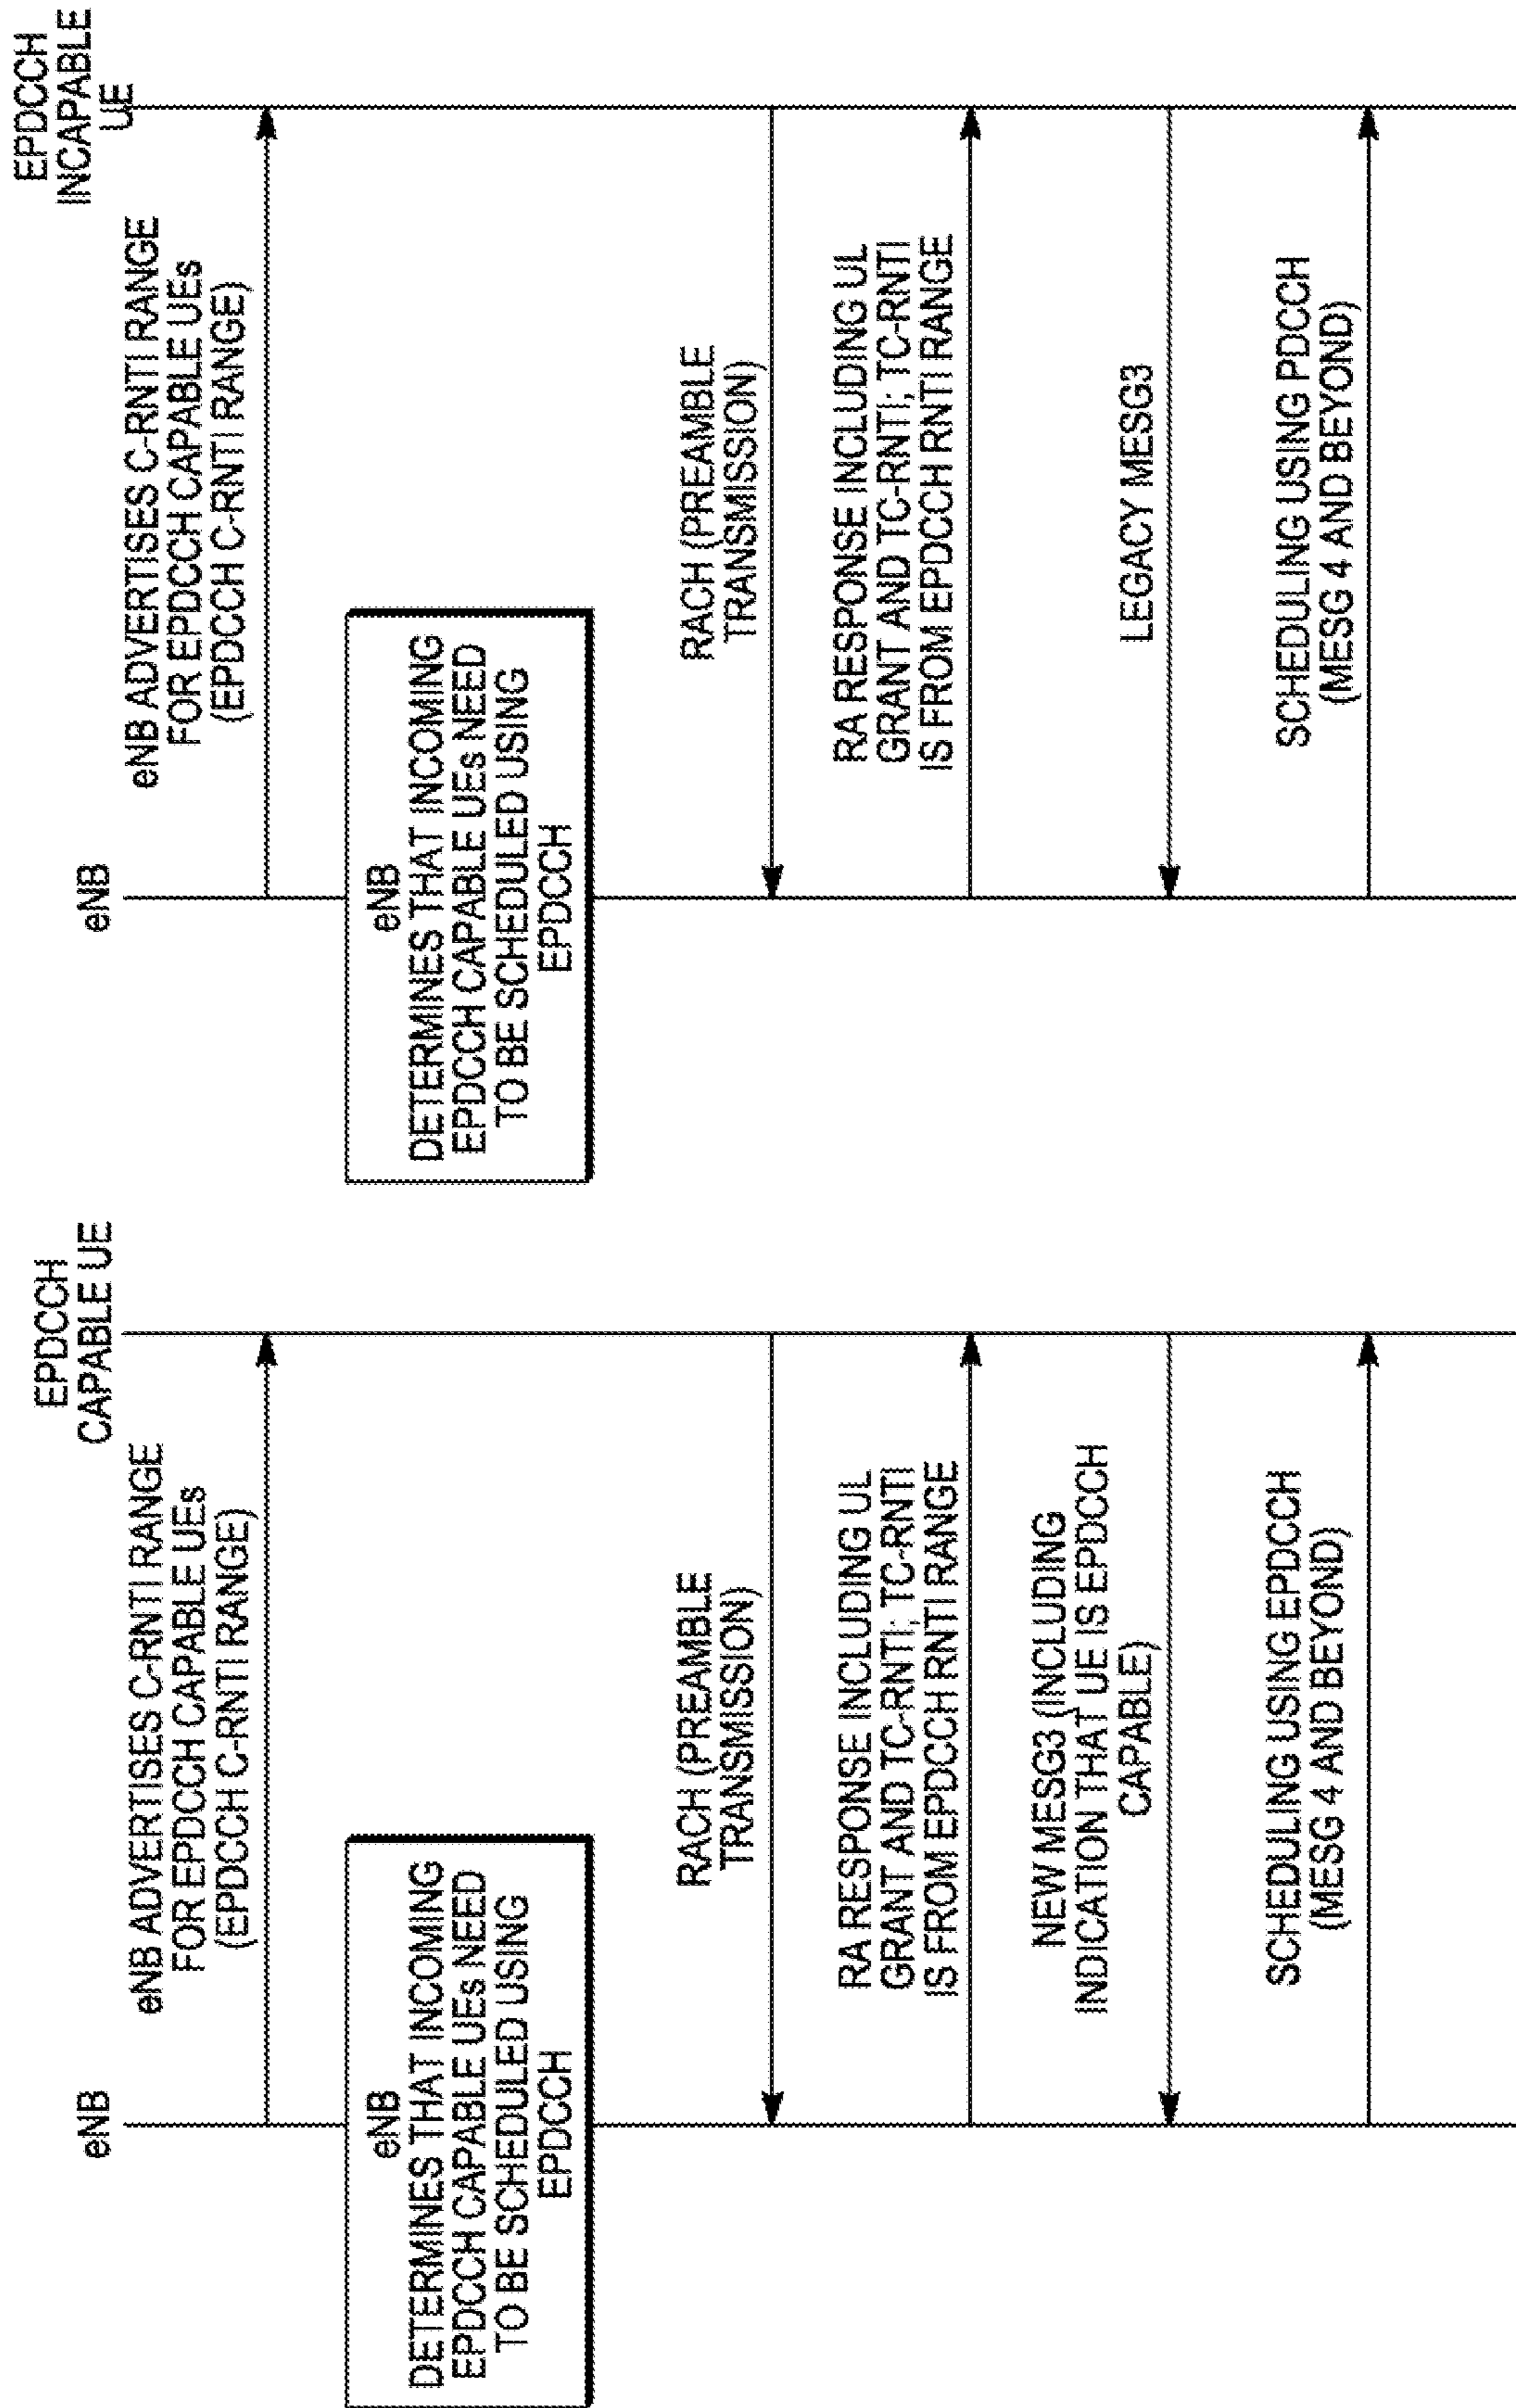 eNB
EPDCCH
CAPABLE UE
eNB ADVERTISES C-RNTI RANGE
FOR EPDCCH CAPABLE UEs
(EPDCCH C-RNTI RANGE)
eNB
DETERMINES THAT INCOMING
EPDCCH CAPABLE UEs NEED
TO BE SCHEDULED USING
EPDCCH
RACH (PREAMBLE
TRANSMISSION)
RA RESPONSE INCLUDING UL
GRANT AND TC-RNTI; TC-RNTI
IS FROM EPDCCH RNTI RANGE
NEW MESG3 (INCLUDING
INDICATION THAT UE IS EPDCCH
CAPABLE)
SCHEDULING USING EPDCCH
(MESG 4 AND BEYOND)
eNB
EPDCCH
INCAPABLE
UE
eNB ADVERTISES C-RNTI RANGE
FOR EPDCCH CAPABLE UEs
(EPDCCH C-RNTI RANGE)
eNB
DETERMINES THAT INCOMING
EPDCCH CAPABLE UEs NEED
TO BE SCHEDULED USING
EPDCCH
RACH (PREAMBLE
TRANSMISSION)
RA RESPONSE INCLUDING UL
GRANT AND TC-RNTI; TC-RNTI
IS FROM EPDCCH RNTI RANGE
LEGACY MESG3
SCHEDULING USING PDCCH
(MESG 4 AND BEYOND)